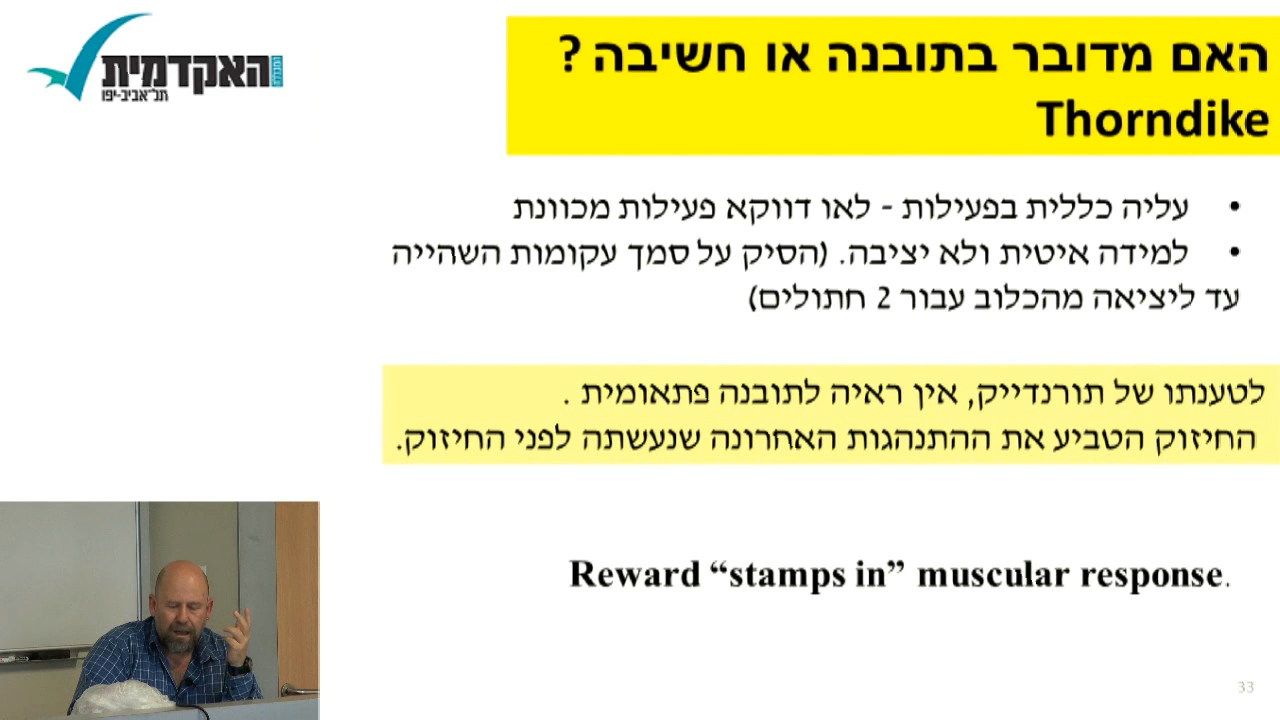 האקדמית
תל־אביב-יפו
האם מדובר בתובנה או חשיבה ?
Thorndike
• עליה כללית בפעילות - לאו דווקא פעילות מכוונת
• למידה איטית ולא יציבה. (הסיק על סמך עקומות השהייה
עד ליציאה מהכלוב עבור 2 חתולים)
לטענתו של תורנדייק, אין ראיה לתובנה פתאומית .
החיזוק הטביע את ההתנהגות האחרונה שנעשתה לפני החיזוק.
Reward “stamps in” muscular response.
33